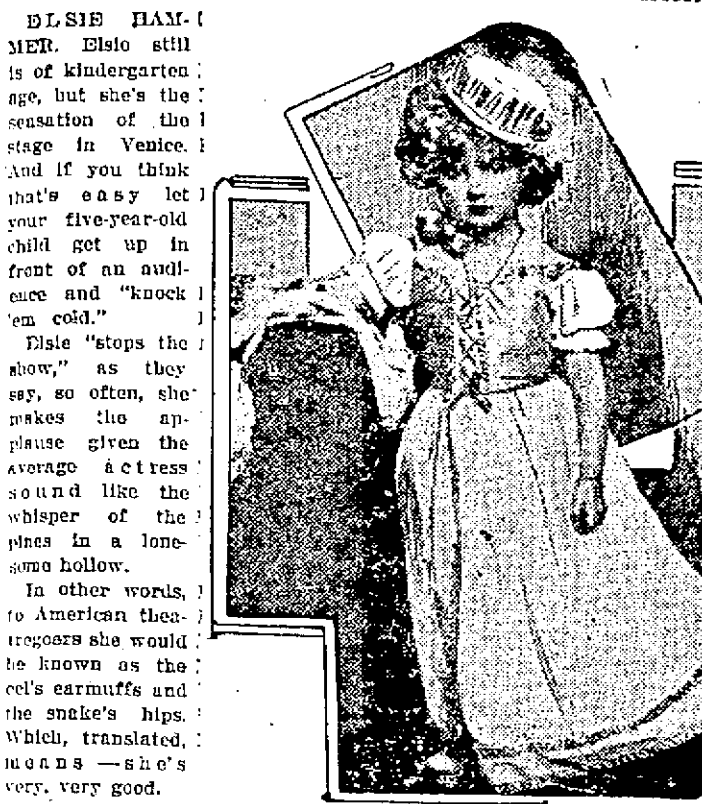 ELSIE HAM-
MER. Elsie still
is of kindergarten
age, but she's the
sensation of the
stage in Venice.
And if you think
that's easy let
your five-year-old
child get up in
front of an audi-
ence and "knock
'em cold."
Elsie "stops the
show," as they
say, so often, she
makes the ap-
plause given the
average actress
sound like the
whisper of the
pines in a lone-
some hollow.
In other words,
to American thea-
tregoers she would
be known as the
eel's earmuffs and
the snake's hips.
Which, translated,
means—she's
very, very good.